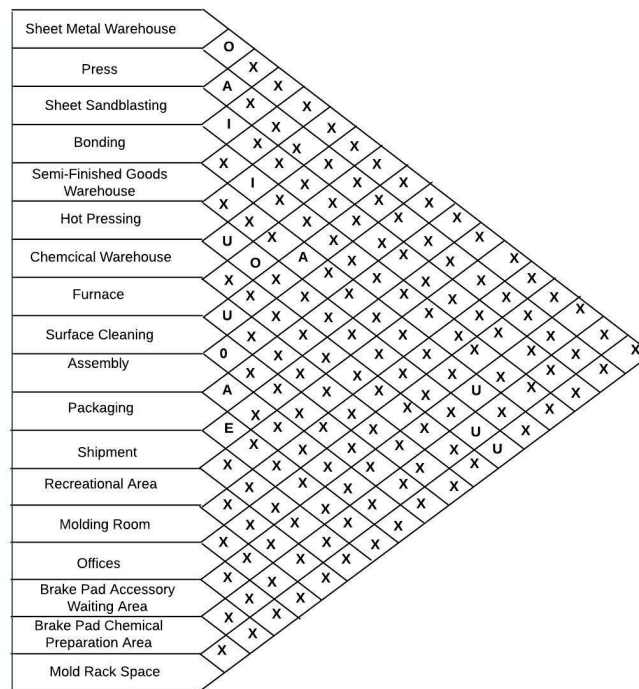 Sheet Metal Warehouse
O
Press X
A X X
Sheet Sandblasting X X
I X X
Bonding X X X
X X X X
Semi-Finished Goods
I X X X
Warehouse
X X X X X
Hot Pressing X X X X X
U X X X X X
Chemcical Warehouse O A X X X
X X X X X X
Furnace X X X X X X
U X X X X X X
Surface Cleaning X X X X X X X
0 X X X X X X X
Assembly
X X X X X X X
A X X X U X X
Packaging X X X X X X
E X X X X U X
Shipment X X X X U
X X X X X X
Recreational Area X X X X X
X X X X
Molding Room X X X X
X X X X
Offices X X X
X X X
Brake Pad Accessory X X
Waiting Area
X X
Brake Pad Chemical X
Preparation Area
X
Mold Rack Space